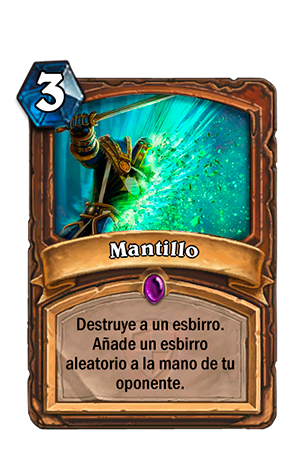 3
Mantillo
Destruye a un esbirro.
Añade un esbirro
aleatorio a la mano de tu
oponente.